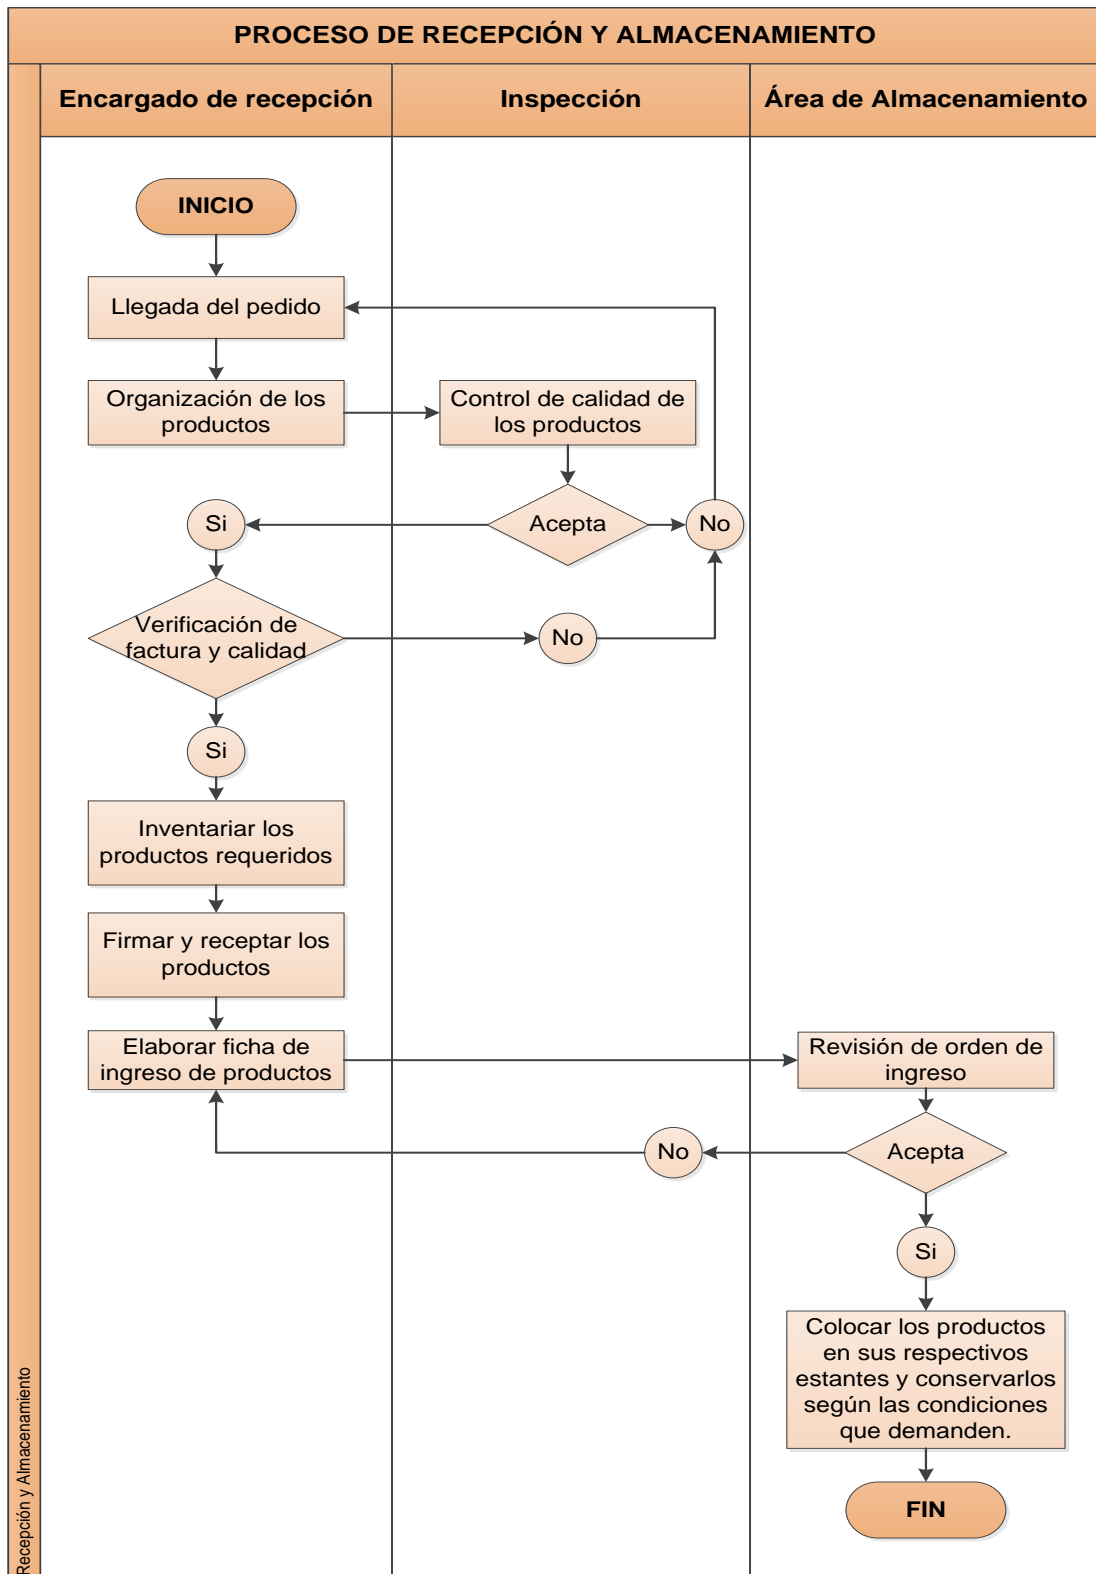 PROCESO DE RECEPCIÓN Y ALMACENAMIENTO
Encargado de recepción
Inspección
Área de Almacenamiento
INICIO
Llegada del pedido
Organización de los
productos
Control de calidad de
los productos
Si
Acepta
No
Verificación de
factura y calidad
No
Si
Inventariar los
productos requeridos
Firmar y receptar los
productos
Elaborar ficha de
ingreso de productos
Revisión de orden de
ingreso
No
Acepta
Si
Colocar los productos
en sus respectivos
estantes y conservarlos
según las condiciones
que demanden.
FIN
Recepción y Almacenamiento